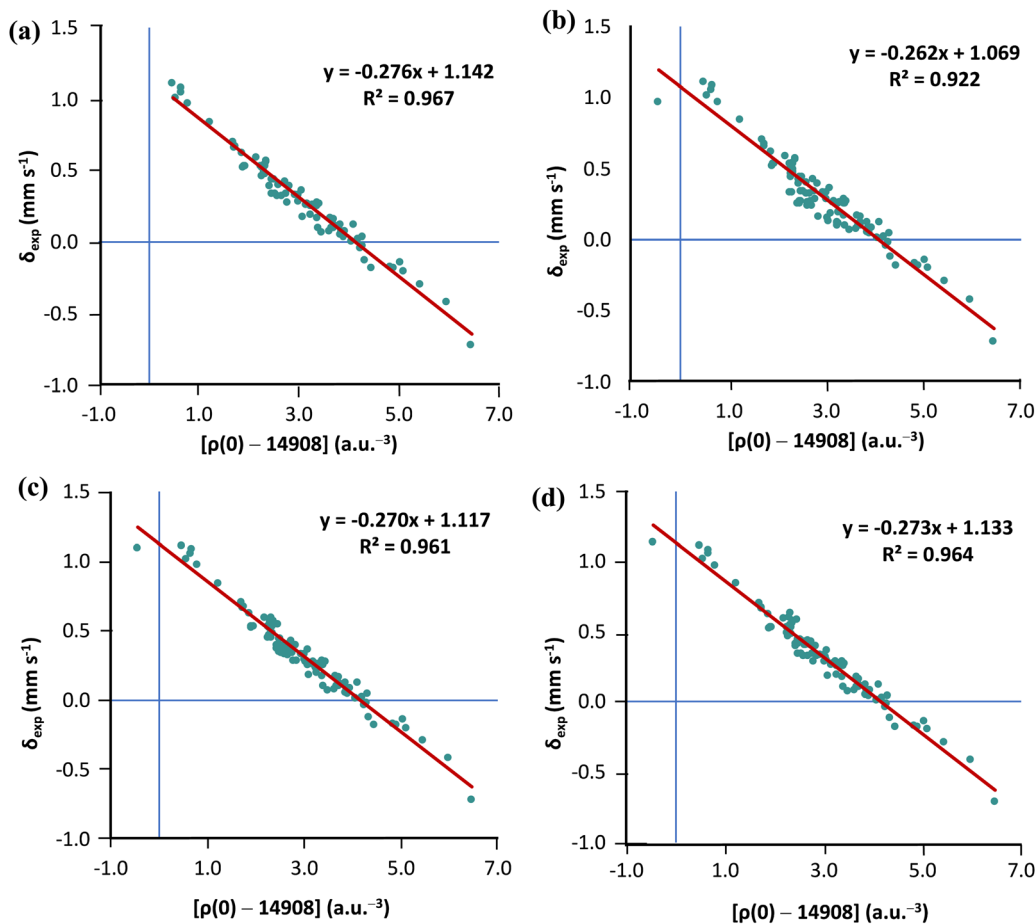 (a)
y = -0.276x + 1.142
R² = 0.967
1.5
1.0
0.5
0.0
-0.5
-1.0
δexp (mm s⁻¹)
-1.0 1.0 3.0 5.0 7.0
[ρ(0) – 14908] (a.u.⁻³)
(b)
y = -0.262x + 1.069
R² = 0.922
1.5
1.0
0.5
0.0
-0.5
-1.0
δexp (mm s⁻¹)
-1.0 1.0 3.0 5.0 7.0
[ρ(0) – 14908] (a.u.⁻³)
(c)
y = -0.270x + 1.117
R² = 0.961
1.5
1.0
0.5
0.0
-0.5
-1.0
δexp (mm s⁻¹)
-1.0 1.0 3.0 5.0 7.0
[ρ(0) – 14908] (a.u.⁻³)
(d)
y = -0.273x + 1.133
R² = 0.964
1.5
1.0
0.5
0.0
-0.5
-1.0
δexp (mm s⁻¹)
-1.0 1.0 3.0 5.0 7.0
[ρ(0) – 14908] (a.u.⁻³)